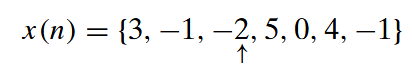 x(n) = {3, −1, −2, 5, 0, 4, −1}
↑